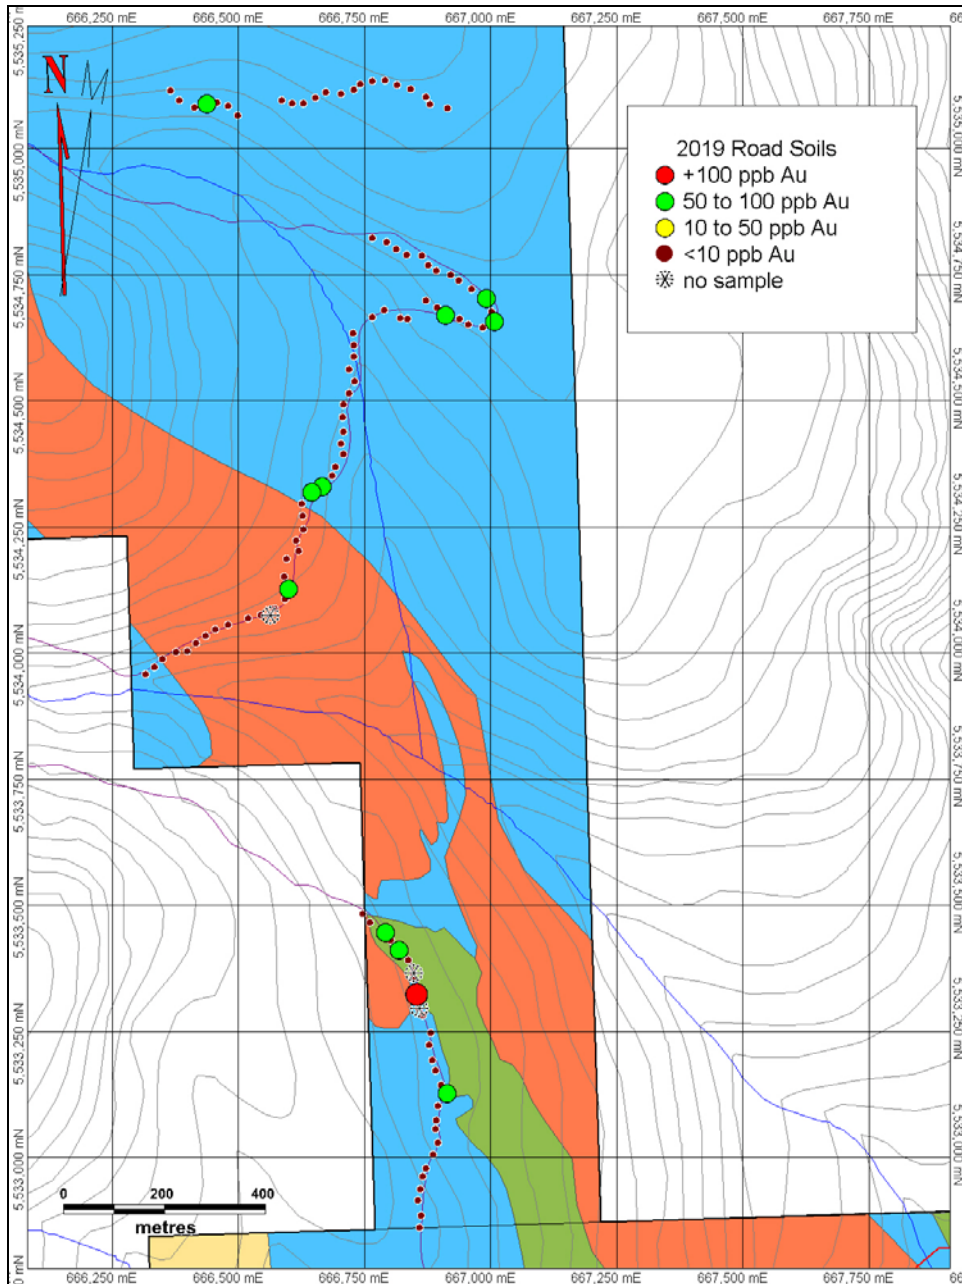 666,250 mE 666,500 mE 666,750 mE 667,000 mE 667,250 mE 667,500 mE 667,750 mE
N M
2019 Road Soils
+100 ppb Au
50 to 100 ppb Au
10 to 50 ppb Au
<10 ppb Au
no sample
5,535,250
5,535,000 mN
5,534,750 mN
5,534,500 mN
5,534,250 mN
5,534,000 mN
5,533,750 mN
5,533,500 mN
5,533,250 mN
5,533,000 mN
0 mN
5,535,000 mN
5,534,750 mN
5,534,500 mN
5,534,250 mN
5,534,000 mN
5,533,750 mN
5,533,500 mN
5,533,250 mN
5,533,000 mN
0 200 400
metres
666,250 mE 666,500 mE 666,750 mE 667,000 mE 667,250 mE 667,500 mE 667,750 mE